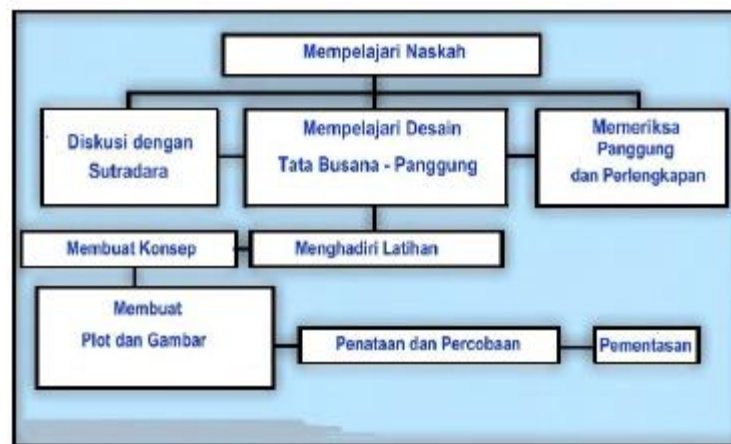 Mempelajari Naskah
Diskusi dengan
Sutradara
Mempelajari Desain
Tata Busana - Panggung
Memeriksa
Panggung
dan Perlengkapan
Membuat Konsep
Menghadiri Latihan
Membuat
Plot dan Gambar
Penataan dan Percobaan
Pementasan